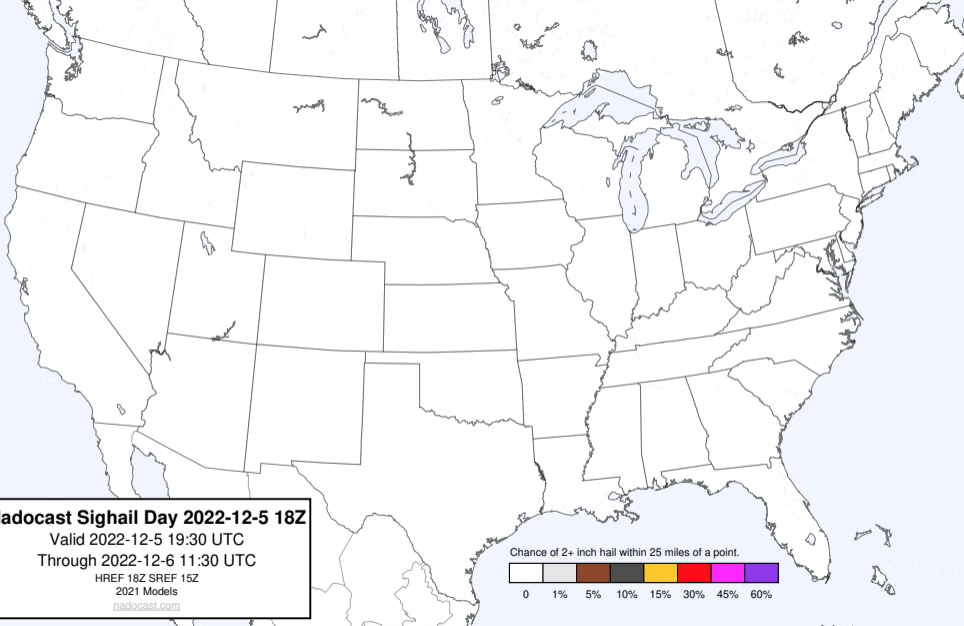 adocast Sighail Day 2022-12-5 18Z
Valid 2022-12-5 19:30 UTC
Through 2022-12-6 11:30 UTC
HREF 18Z SREF 15Z
2021 Models
nadocast.com
Chance of 2+ inch hail within 25 miles of a point.
0 1% 5% 10% 15% 30% 45% 60%